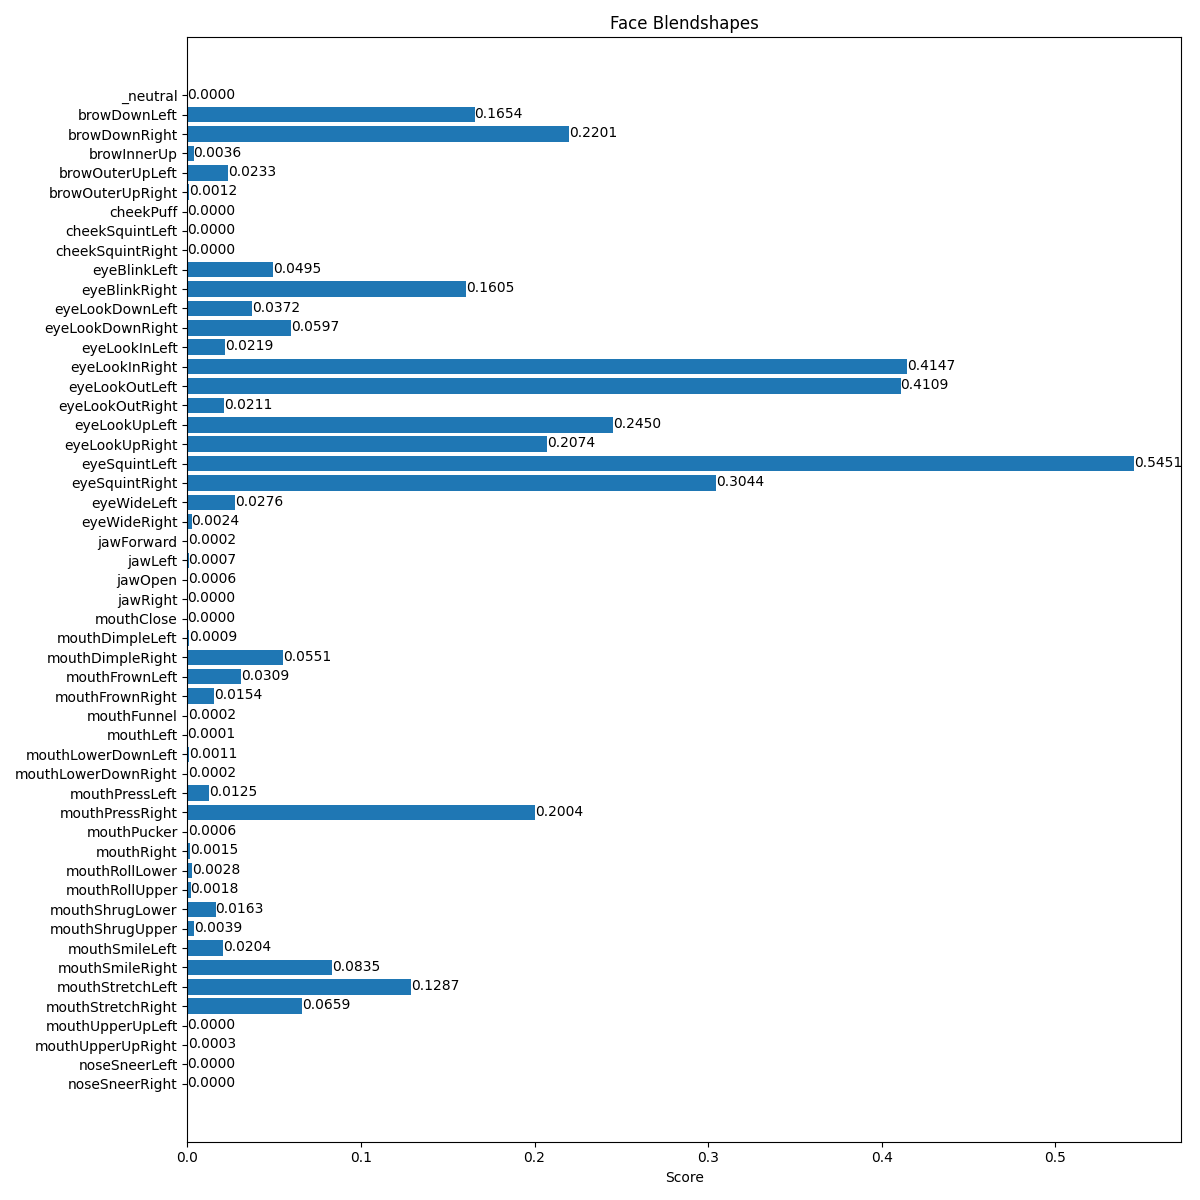 Face Blendshapes
_neutral 0.0000
browDownLeft 0.1654
browDownRight 0.2201
browInnerUp 0.0036
browOuterUpLeft 0.0233
browOuterUpRight 0.0012
cheekPuff 0.0000
cheekSquintLeft 0.0000
cheekSquintRight 0.0000
eyeBlinkLeft 0.0495
eyeBlinkRight 0.1605
eyeLookDownLeft 0.0372
eyeLookDownRight 0.0597
eyeLookInLeft 0.0219
eyeLookInRight 0.4147
eyeLookOutLeft 0.4109
eyeLookOutRight 0.0211
eyeLookUpLeft 0.2450
eyeLookUpRight 0.2074
eyeSquintLeft 0.5451
eyeSquintRight 0.3044
eyeWideLeft 0.0276
eyeWideRight 0.0024
jawForward 0.0002
jawLeft 0.0007
jawOpen 0.0006
jawRight 0.0000
mouthClose 0.0000
mouthDimpleLeft 0.0009
mouthDimpleRight 0.0551
mouthFrownLeft 0.0309
mouthFrownRight 0.0154
mouthFunnel 0.0002
mouthLeft 0.0001
mouthLowerDownLeft 0.0011
mouthLowerDownRight 0.0002
mouthPressLeft 0.0125
mouthPressRight 0.2004
mouthPucker 0.0006
mouthRight 0.0015
mouthRollLower 0.0028
mouthRollUpper 0.0018
mouthShrugLower 0.0163
mouthShrugUpper 0.0039
mouthSmileLeft 0.0204
mouthSmileRight 0.0835
mouthStretchLeft 0.1287
mouthStretchRight 0.0659
mouthUpperUpLeft 0.0000
mouthUpperUpRight 0.0003
noseSneerLeft 0.0000
noseSneerRight 0.0000
0.0 0.1 0.2 0.3 0.4 0.5
Score